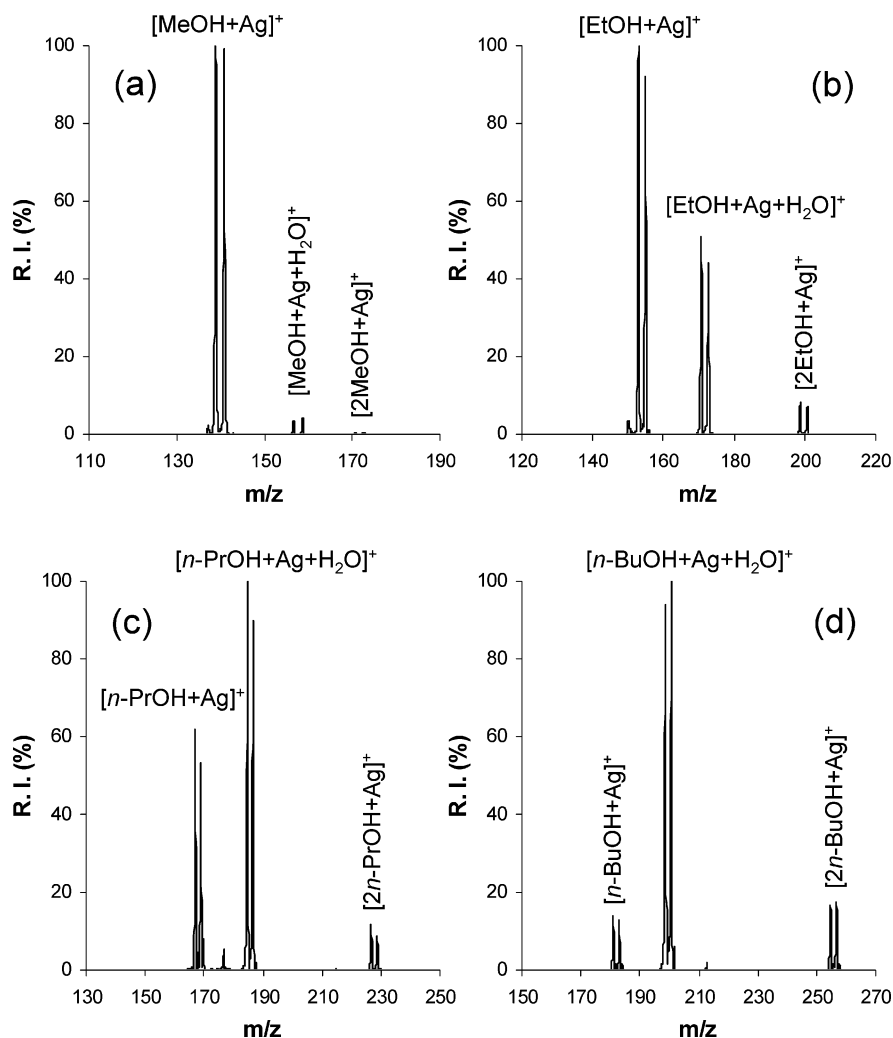 [MeOH+Ag]⁺
(a)
100
80
60
40
20
0
R. I. (%)
[MeOH+Ag+H₂O]⁺
[2MeOH+Ag]⁺
110 130 150 170 190
m/z
[EtOH+Ag]⁺
(b)
100
80
60
40
20
0
R. I. (%)
[EtOH+Ag+H₂O]⁺
[2EtOH+Ag]⁺
120 140 160 180 200 220
m/z
[n-PrOH+Ag+H₂O]⁺
(c)
100
80
60
40
20
0
R. I. (%)
[n-PrOH+Ag]⁺
[2n-PrOH+Ag]⁺
130 150 170 190 210 230 250
m/z
[n-BuOH+Ag+H₂O]⁺
(d)
100
80
60
40
20
0
R. I. (%)
[n-BuOH+Ag]⁺
[2n-BuOH+Ag]⁺
150 170 190 210 230 250 270
m/z